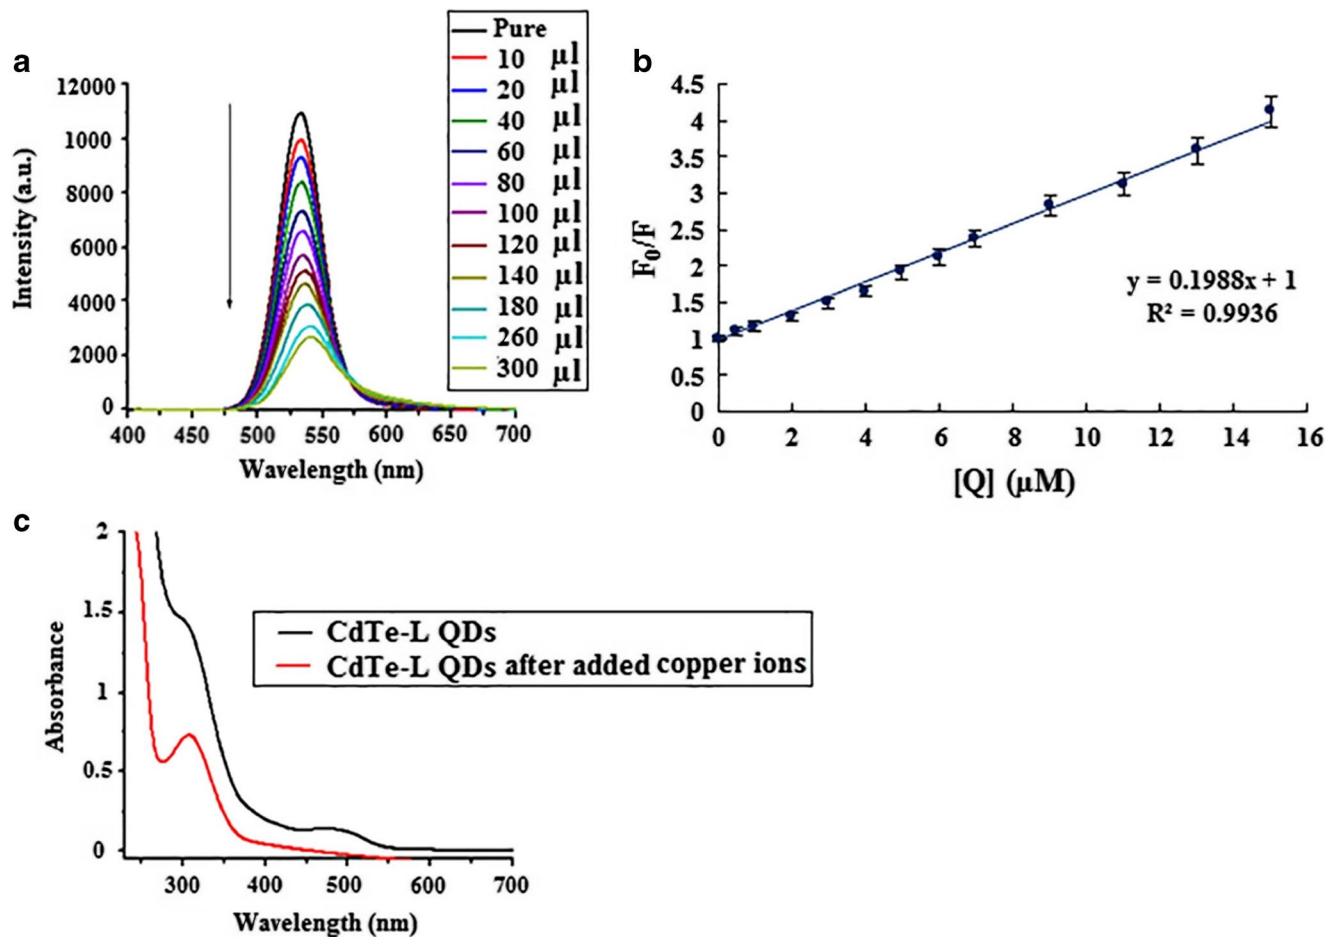 a
Pure
10 µl
20 µl
40 µl
60 µl
80 µl
100 µl
120 µl
140 µl
180 µl
260 µl
300 µl
12000
1000
8000
6000
4000
2000
0
400 450 500 550 600 650 700
Intensity (a.u.)
Wavelength (nm)
b
4.5
4
3.5
3
2.5
2
1.5
1
0.5
0
0 2 4 6 8 10 12 14 16
F₀/F
[Q] (µM)
y = 0.1988x + 1
R² = 0.9936
c
2
1.5
1
0.5
0
300 400 500 600 700
Absorbance
Wavelength (nm)
CdTe-L QDs
CdTe-L QDs after added copper ions